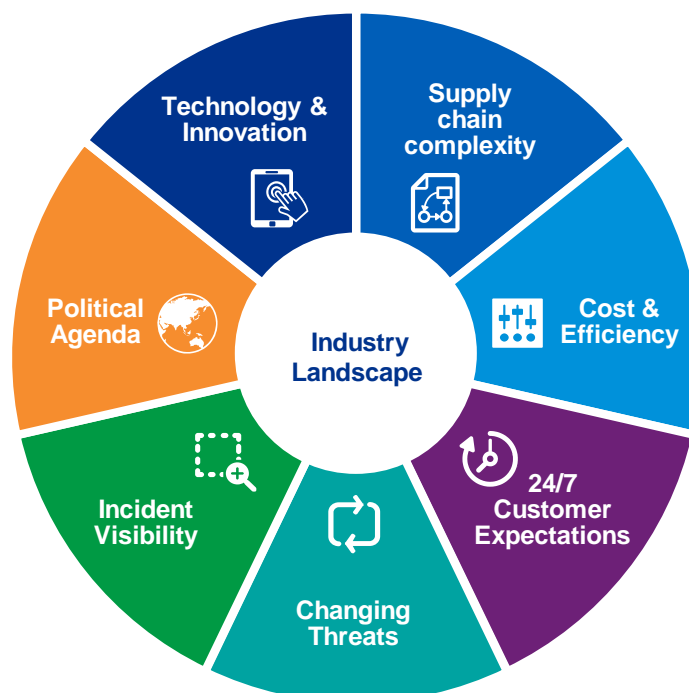 Technology &
Innovation
Supply
chain
complexity
Cost &
Efficiency
24/7
Customer
Expectations
Changing
Threats
Incident
Visibility
Political
Agenda
Industry
Landscape